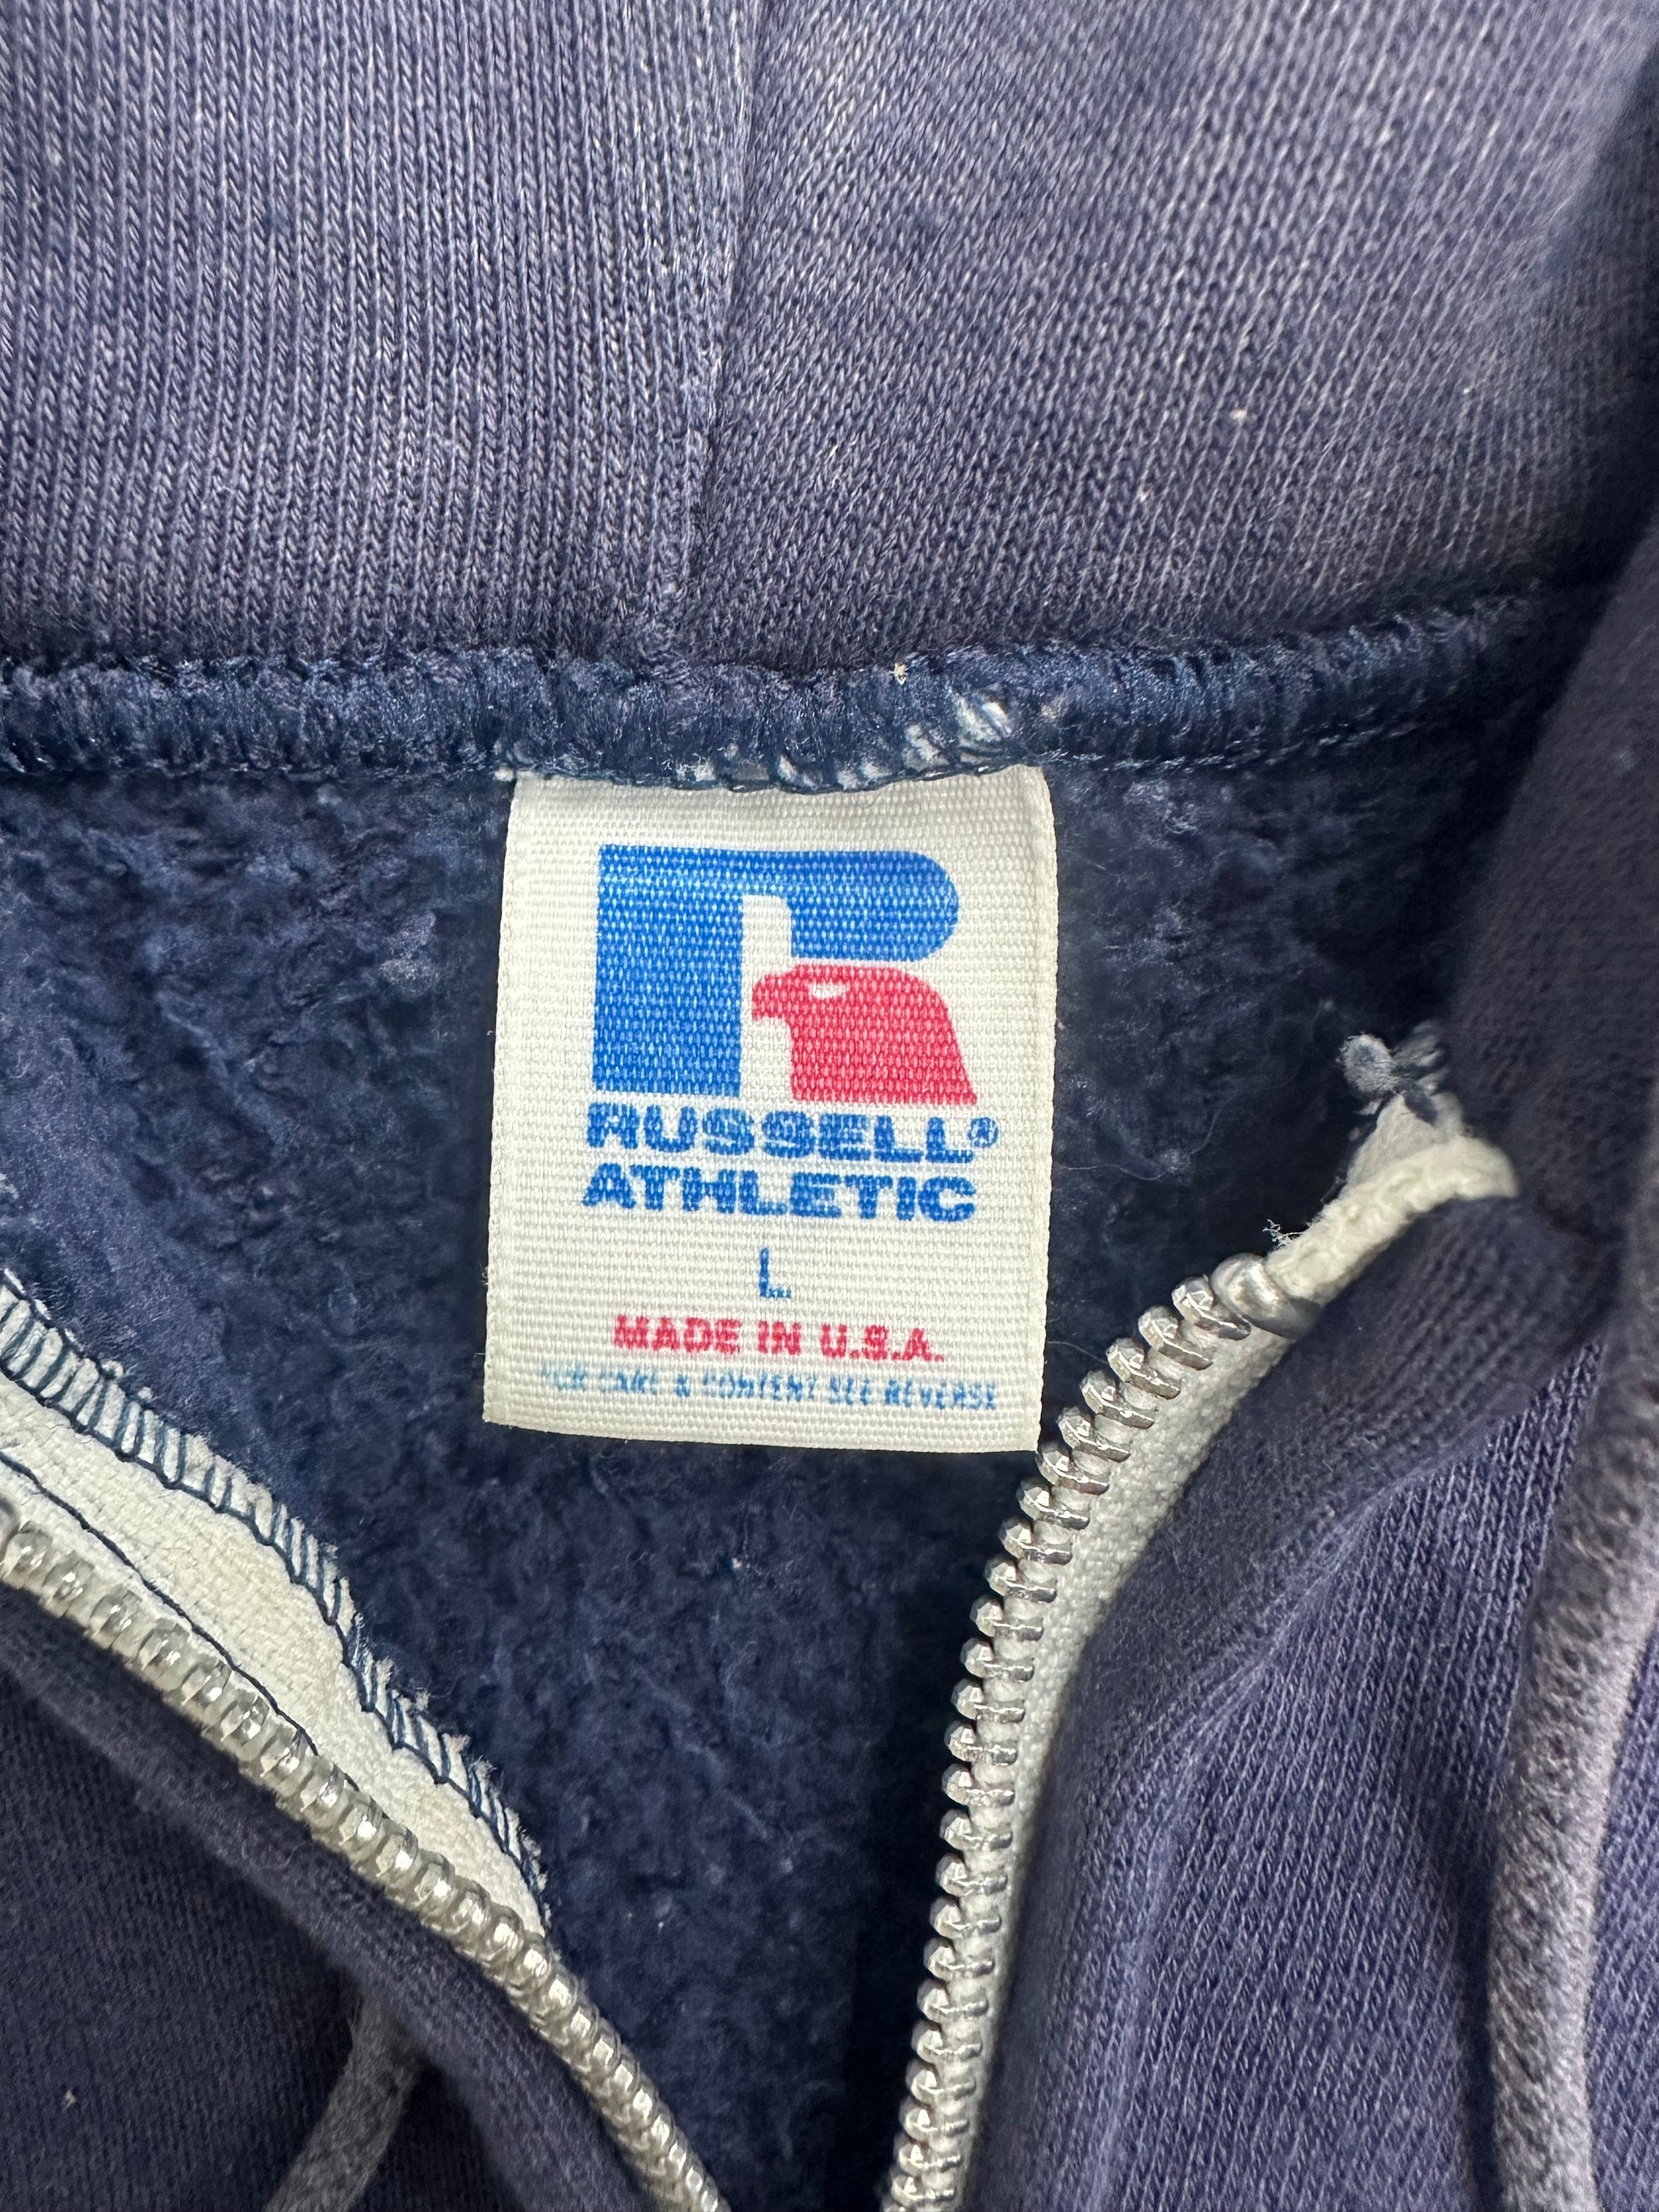 R
RUSSELL®
ATHLETIC
L
MADE IN U.S.A.
FOR CARE & CONTENT SEE REVERSE